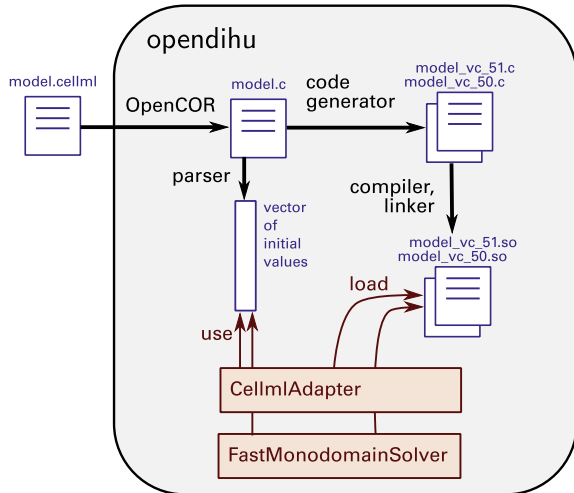 opendihu
model.cellml
OpenCOR
model.c
code
generator
model_vc_51.c
model_vc_50.c
parser
vector
of
initial
values
compiler,
linker
model_vc_51.so
model_vc_50.so
load
use
CellmlAdapter
FastMonodomainSolver